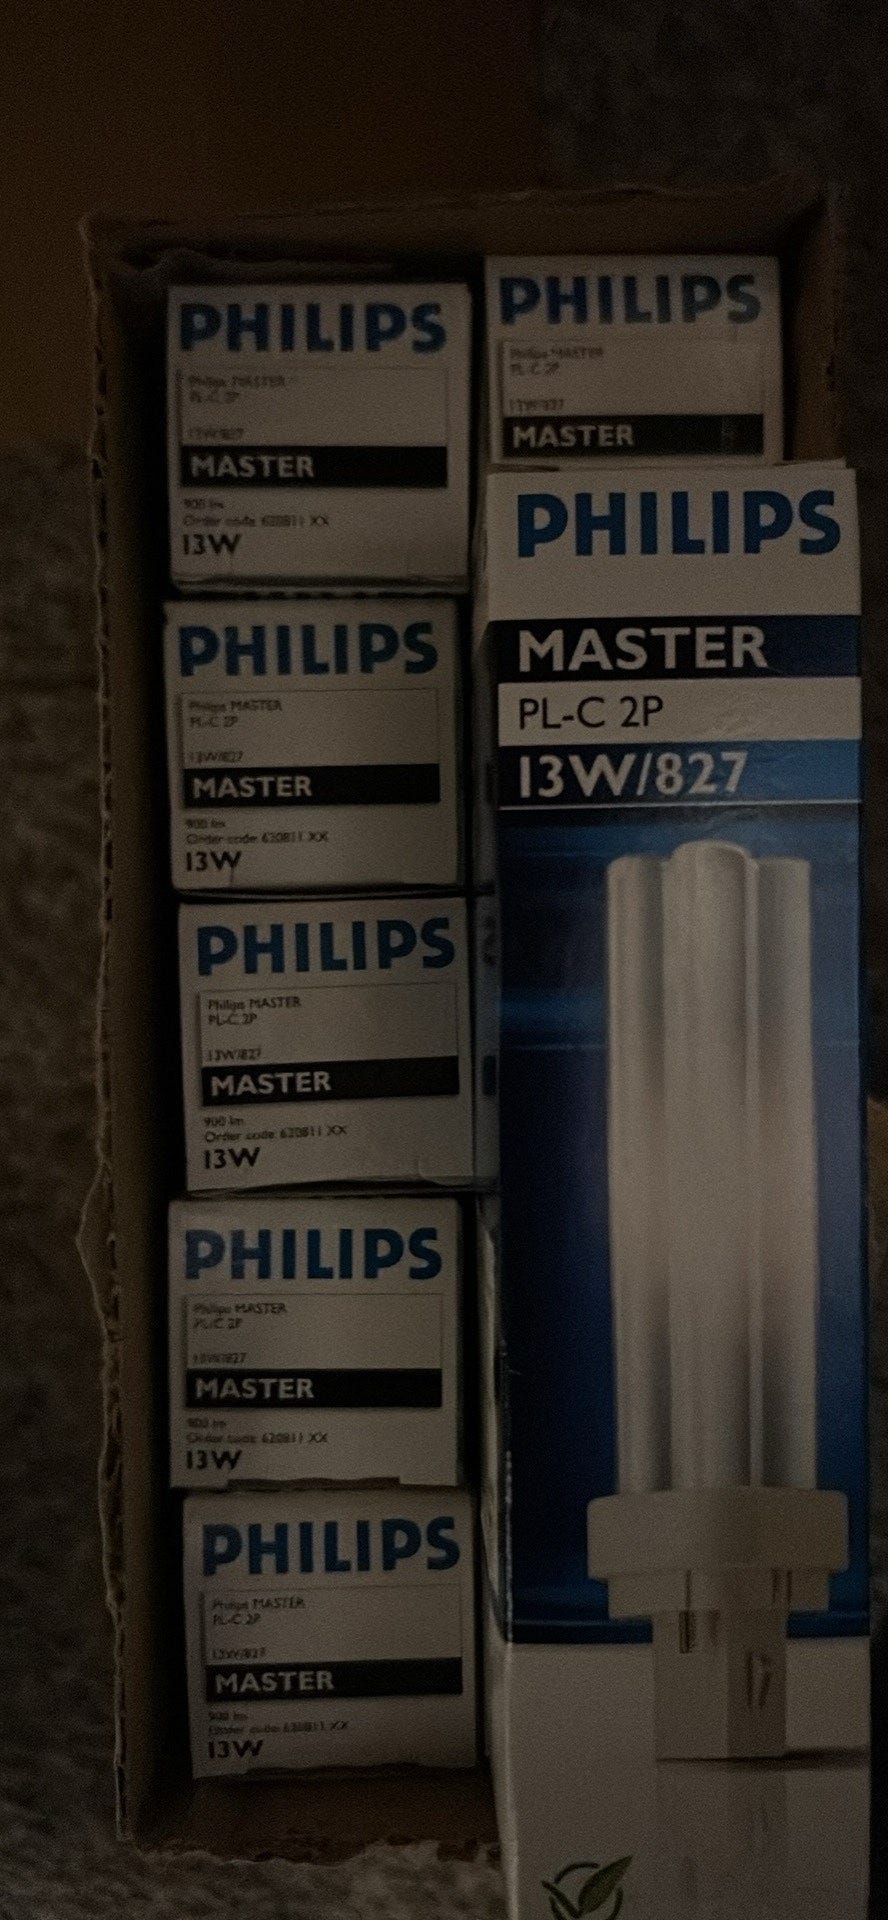 PHILIPS
Philips MASTER
PL-C 2P
13W/827
MASTER
900 lm
Order code 620811 XX
13W
PHILIPS
Philips MASTER
PL-C 2P
13W/827
MASTER
900 lm
Order code 620811 XX
13W
PHILIPS
Philips MASTER
PL-C 2P
13W/827
MASTER
900 lm
Order code 620811 XX
13W
PHILIPS
Philips MASTER
PL-C 2P
13W/827
MASTER
900 lm
Order code 620811 XX
13W
PHILIPS
Philips MASTER
PL-C 2P
13W/827
MASTER
900 lm
Order code 620811 XX
13W
PHILIPS
Philips MASTER
PL-C 2P
13W/827
MASTER
PHILIPS
MASTER
PL-C 2P
13W/827